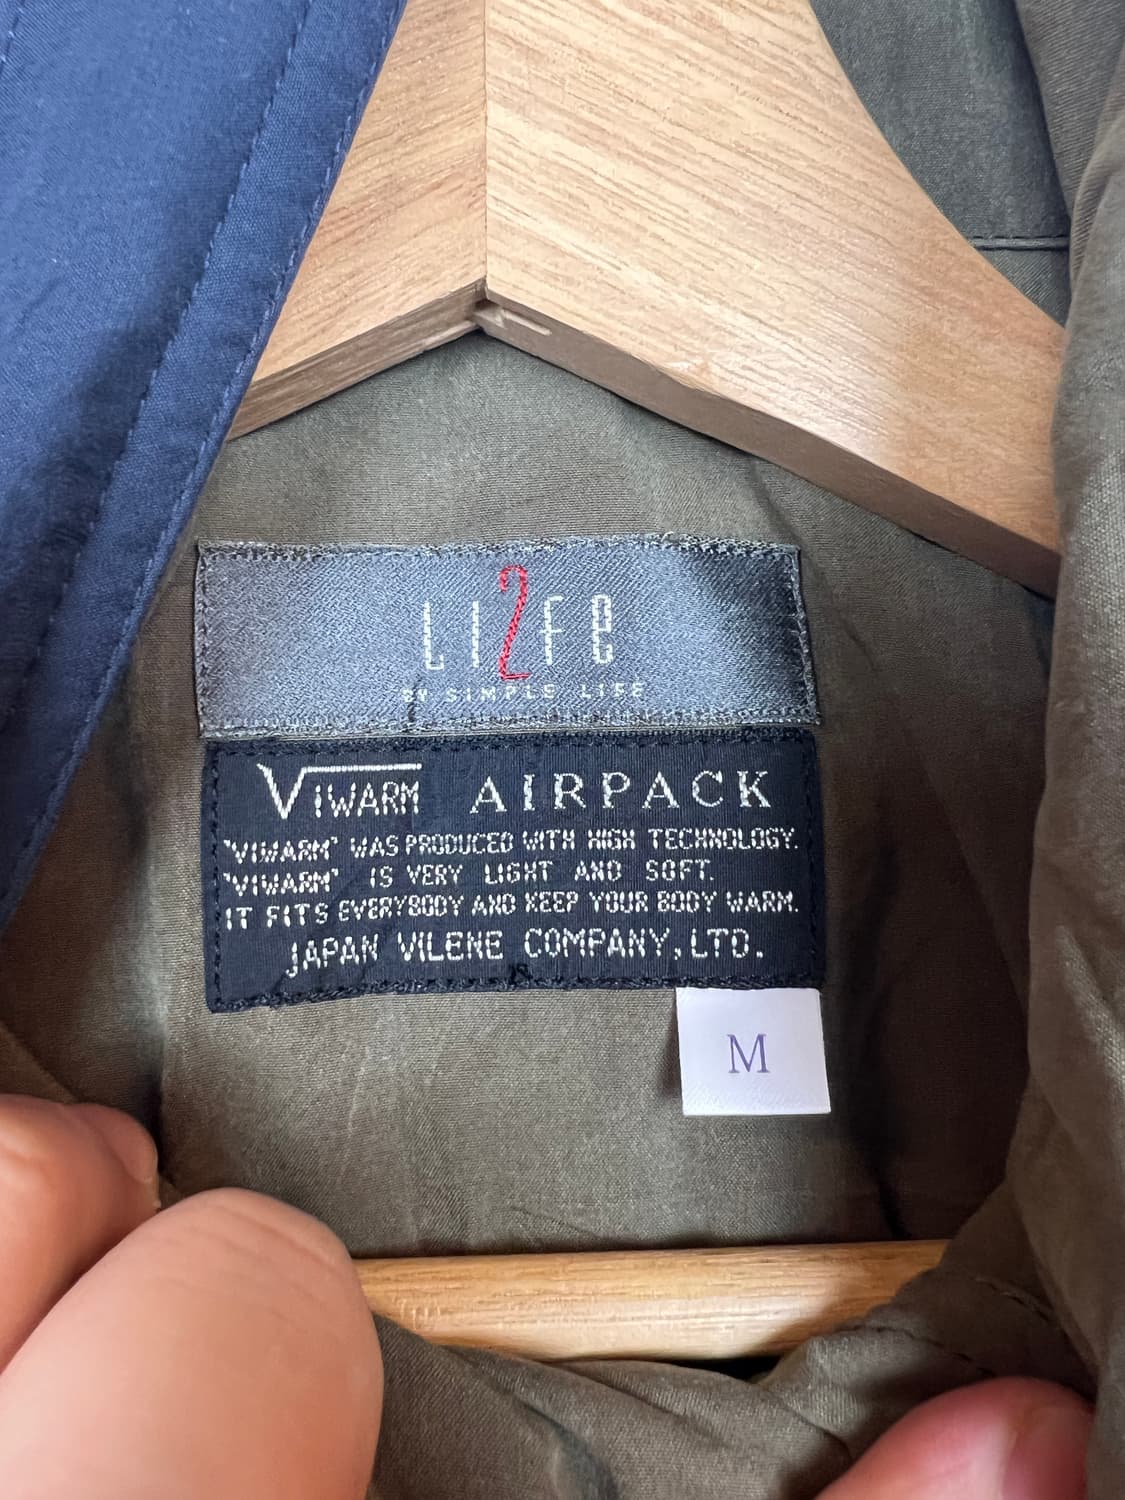 LI2FE
BY SIMPLE LIFE
VIWARM AIRPACK
"VIWARM" WAS PRODUCED WITH HIGH TECHNOLOGY.
"VIWARM" IS VERY LIGHT AND SOFT.
IT FITS EVERYBODY AND KEEP YOUR BODY WARM.
JAPAN VILENE COMPANY, LTD.
M